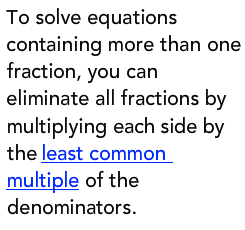 To solve equations
containing more than one
fraction, you can
eliminate all fractions by
multiplying each side by
the least common
multiple of the
denominators.